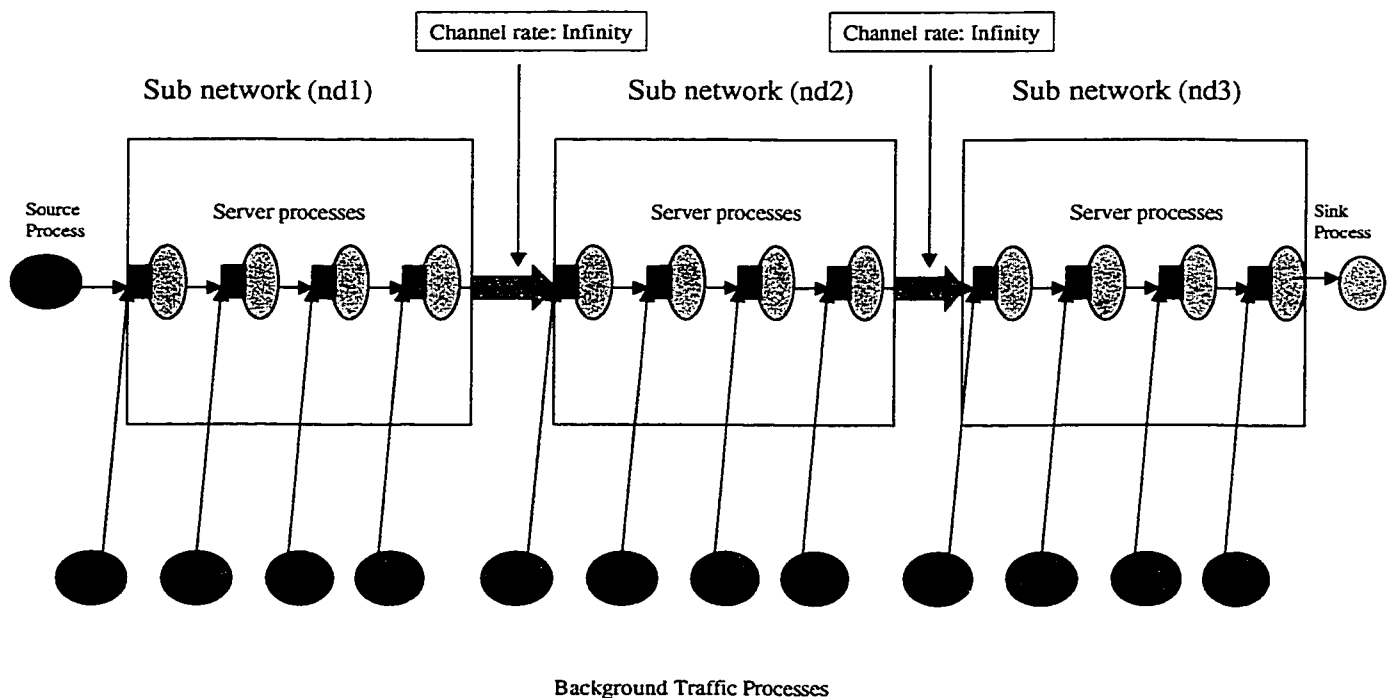 Channel rate: Infinity
Channel rate: Infinity
Sub network (nd1)
Sub network (nd2)
Sub network (nd3)
Source
Process
Server processes
Server processes
Server processes
Sink
Process
Background Traffic Processes